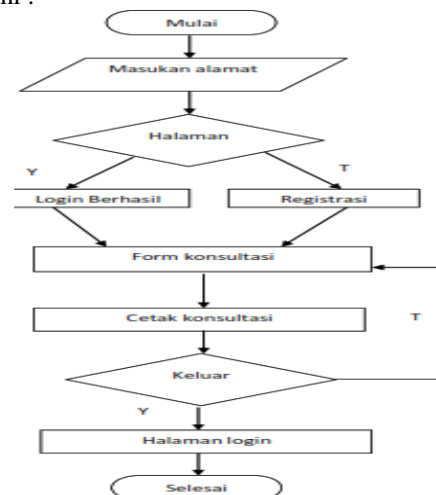 Mulai
Masukan alamat
Halaman
Y
T
Login Berhasil
Registrasi
Form konsultasi
Cetak konsultasi
T
Keluar
Y
Halaman login
Selesai